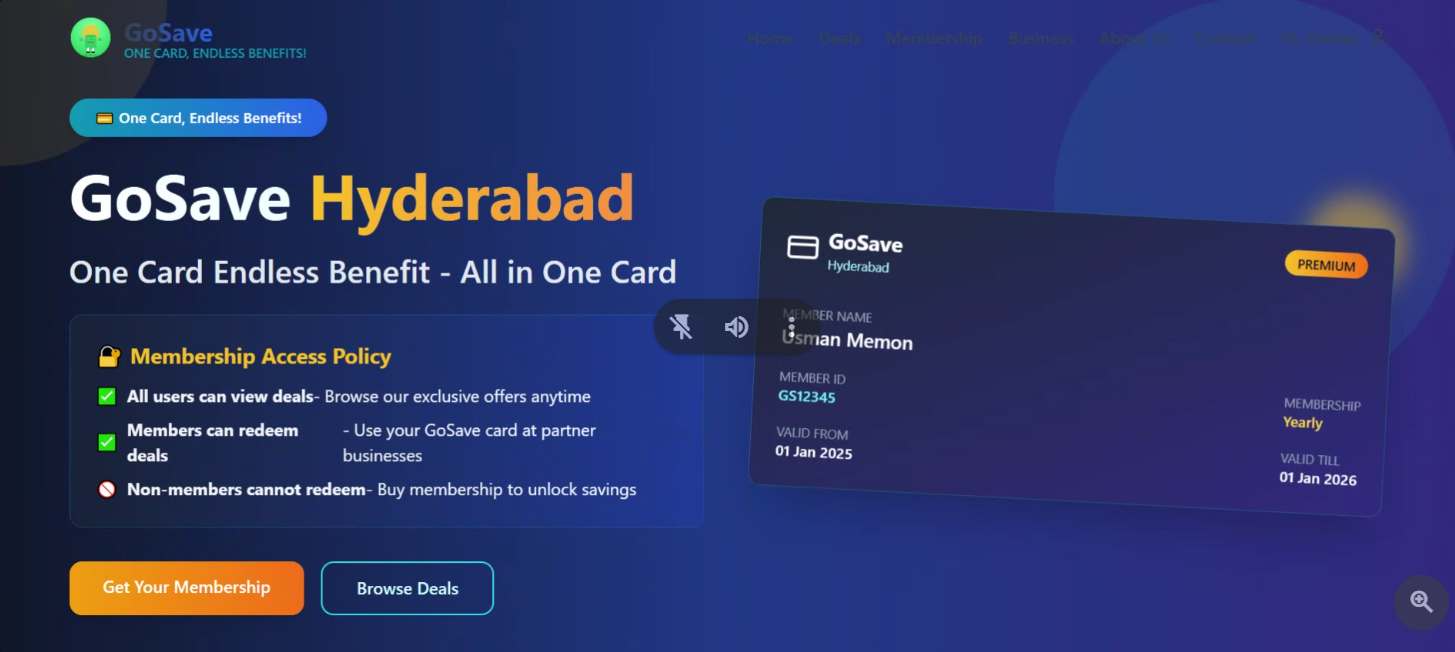 GoSave
ONE CARD, ENDLESS BENEFITS!
Home Deals Membership Business About Us Contact
One Card, Endless Benefits!
GoSave Hyderabad
One Card Endless Benefit - All in One Card
Membership Access Policy
All users can view deals- Browse our exclusive offers anytime
Members can redeem deals - Use your GoSave card at partner businesses
Non-members cannot redeem- Buy membership to unlock savings
Get Your Membership
Browse Deals
GoSave
Hyderabad
PREMIUM
MEMBER NAME
Usman Memon
MEMBER ID
GS12345
VALID FROM
01 Jan 2025
MEMBERSHIP
Yearly
VALID TILL
01 Jan 2026